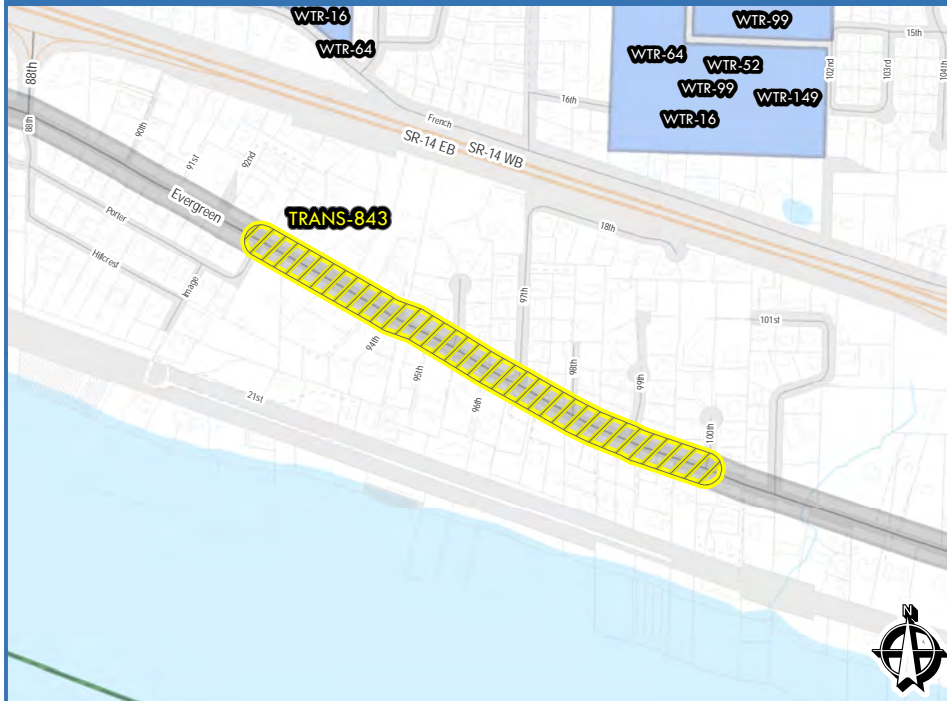 WTR-16
WTR-64
WTR-99
WTR-64
WTR-52
WTR-99
WTR-149
WTR-16
15th
102nd
103rd
104th
16th
88th
88th
90th
91st
92nd
French
SR-14 EB
SR-14 WB
Evergreen
TRANS-843
Porter
Hillcrest
Image
18th
97th
101st
94th
95th
96th
98th
99th
100th
21st
N